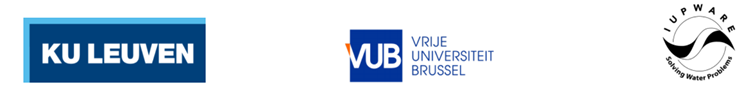 KU LEUVEN
VUB
VRIJE
UNIVERSITEIT
BRUSSEL
IUPWARE
Solving Water Problems